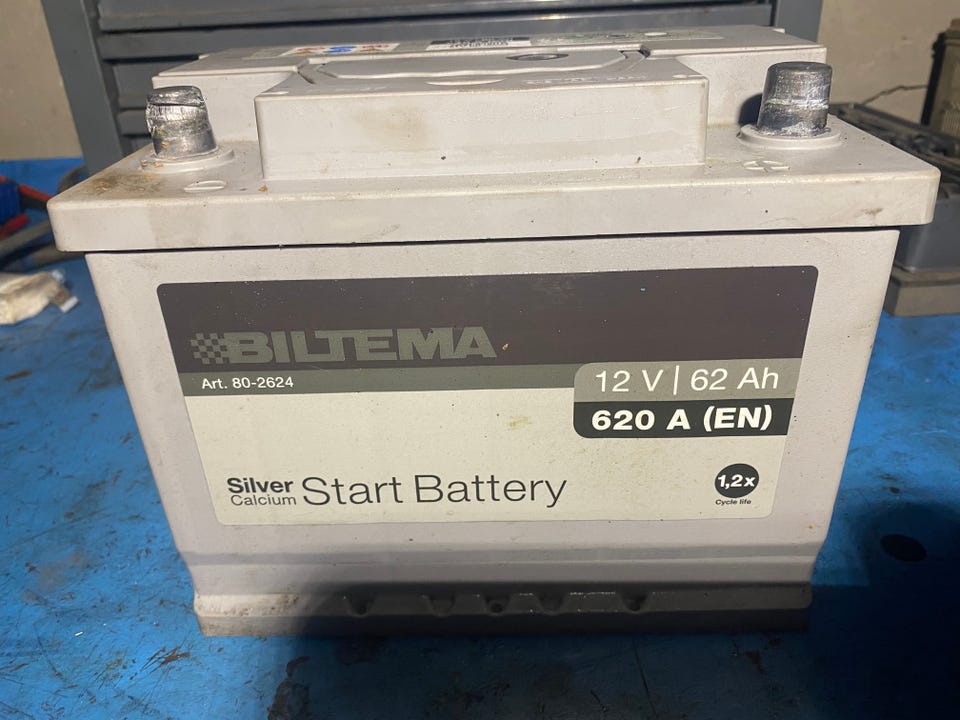 BILTEMA
Art. 80-2624
12 V | 62 Ah
620 A (EN)
Silver
Calcium
Start Battery
1,2x
Cycle life